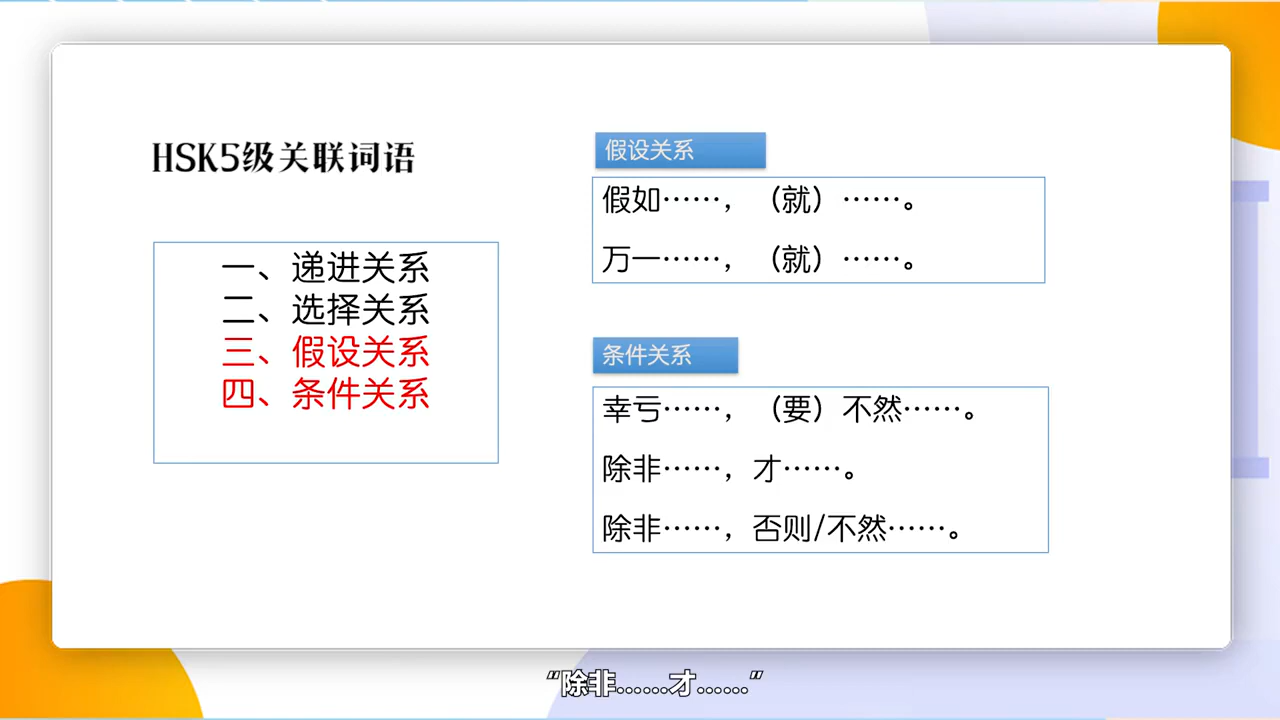 HSK5级关联词语
一、递进关系
二、选择关系
三、假设关系
四、条件关系
假设关系
假如……，（就）……。
万一……，（就）……。
条件关系
幸亏……，（要）不然……。
除非……，才……。
除非……，否则/不然……。
“除非……才……”